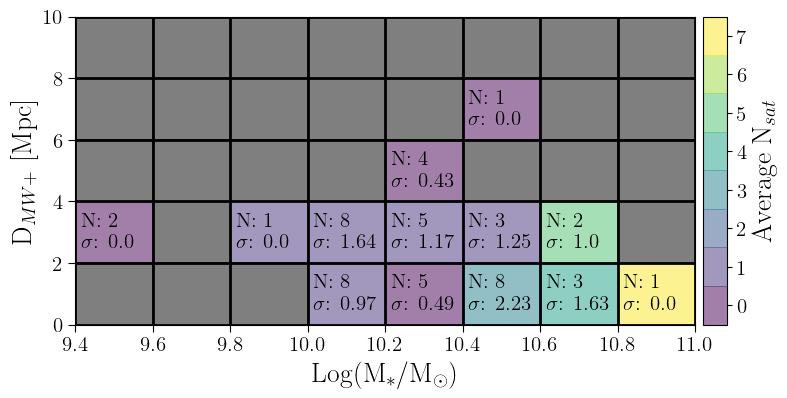 10
8
6
4
2
0
D_{MW+} [Mpc]
N: 1
σ: 0.0
N: 4
σ: 0.43
N: 2
σ: 0.0
N: 1
σ: 0.0
N: 8
σ: 1.64
N: 5
σ: 1.17
N: 3
σ: 1.25
N: 2
σ: 1.0
N: 8
σ: 0.97
N: 5
σ: 0.49
N: 8
σ: 2.23
N: 3
σ: 1.63
N: 1
σ: 0.0
9.4 9.6 9.8 10.0 10.2 10.4 10.6 10.8 11.0
Log(M_*/M_⊙)
7
6
5
4
3
2
1
0
Average N_{sat}